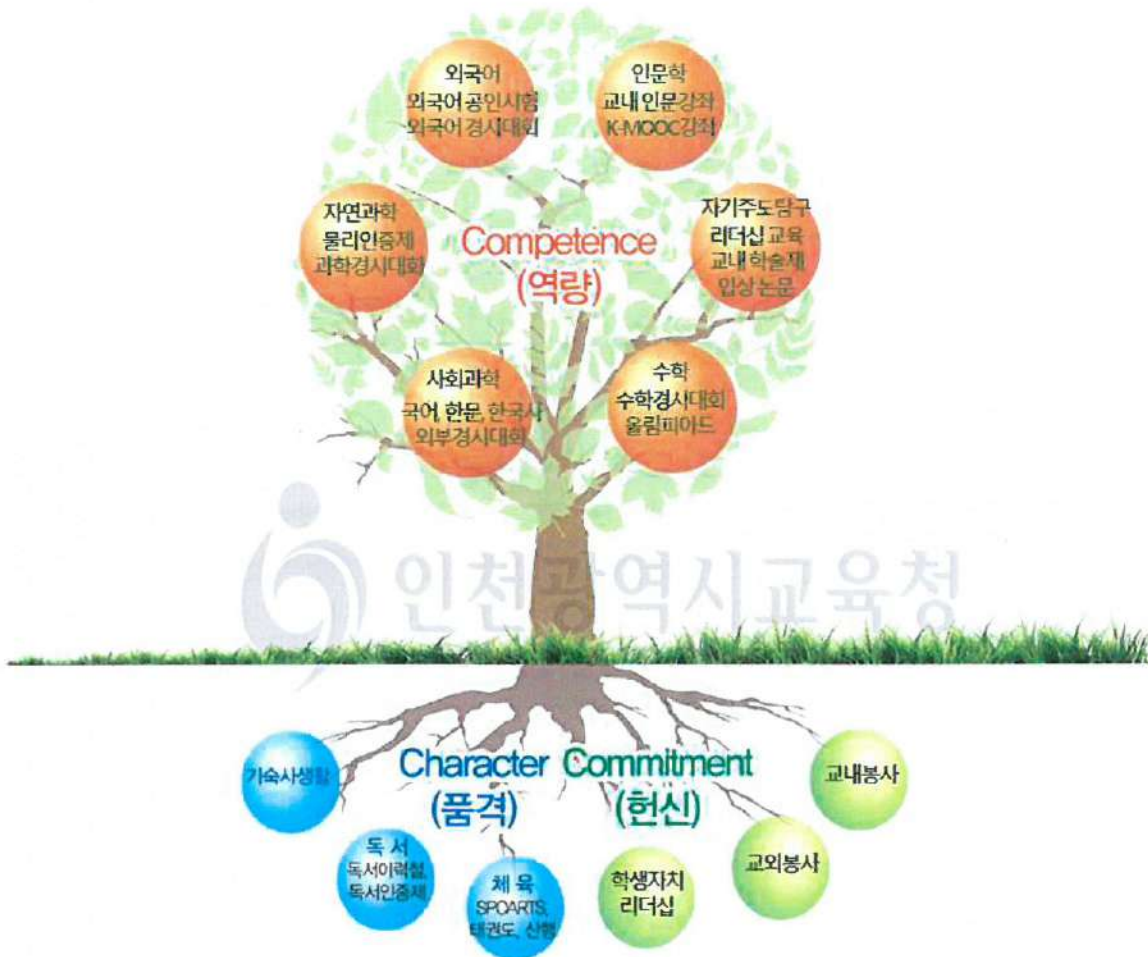 외국어
외국어 공인시험
외국어 경시대회
인문학
교내 인문강좌
K-MOOC강좌
자연과학
물리인증제
과학경시대회
Competence
(역량)
자기주도탐구
리더십 교육
교내 학술제
입상 논문
사회과학
국어, 한문, 한국사
외부경시대회
수학
수학경시대회
올림피아드
인천광역시교육청
기숙사생활
Character
(품격)
Commitment
(헌신)
교내봉사
독 서
독서이력철,
독서인증제
체 육
SPOARTS,
태권도, 산행
학생자치
리더십
교외봉사